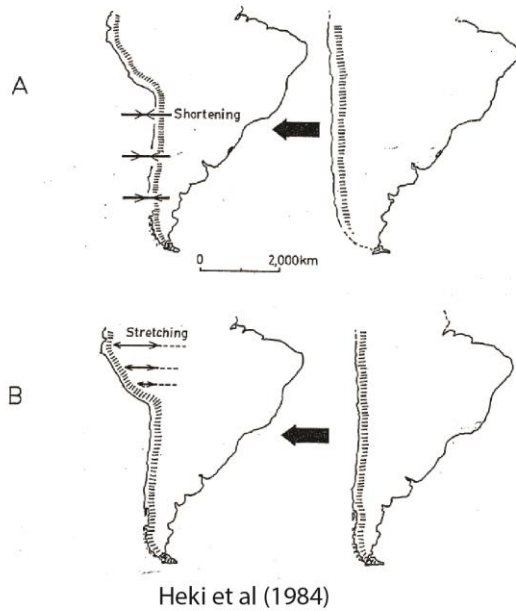 A
Shortening
0 2,000km
Stretching
B
Heki et al (1984)